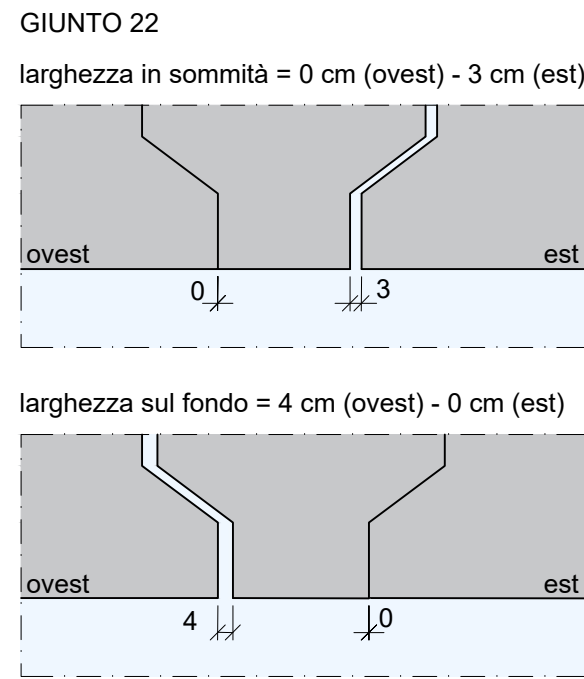 GIUNTO 22
larghezza in sommità = 0 cm (ovest) - 3 cm (est)
ovest est
0 3
larghezza sul fondo = 4 cm (ovest) - 0 cm (est)
ovest est
4 0